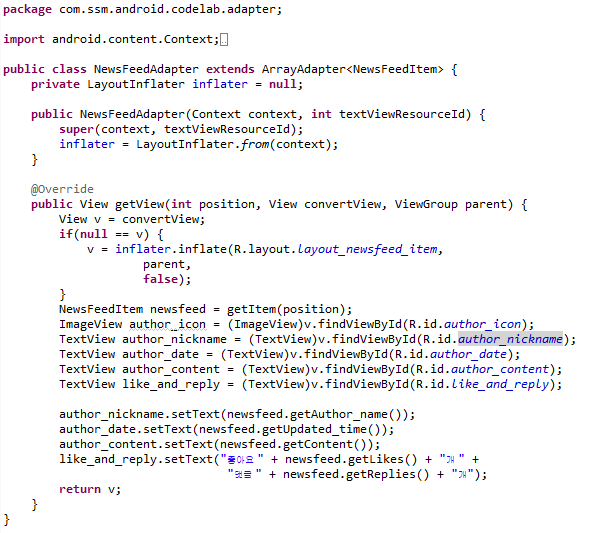 package com.ssm.android.codelab.adapter;
import android.content.Context;
public class NewsFeedAdapter extends ArrayAdapter<NewsFeedItem> {
private LayoutInflater inflater = null;
public NewsFeedAdapter(Context context, int textViewResourceId) {
super(context, textViewResourceId);
inflater = LayoutInflater.from(context);
}
@Override
public View getView(int position, View convertView, ViewGroup parent) {
View v = convertView;
if(null == v) {
v = inflater.inflate(R.layout.layout_newsfeed_item,
parent,
false);
}
NewsFeedItem newsfeed = getItem(position);
ImageView author_icon = (ImageView)v.findViewById(R.id.author_icon);
TextView author_nickname = (TextView)v.findViewById(R.id.author_nickname);
TextView author_date = (TextView)v.findViewById(R.id.author_date);
TextView author_content = (TextView)v.findViewById(R.id.author_content);
TextView like_and_reply = (TextView)v.findViewById(R.id.like_and_reply);
author_nickname.setText(newsfeed.getAuthor_name());
author_date.setText(newsfeed.getUpdated_time());
author_content.setText(newsfeed.getContent());
like_and_reply.setText("좋아요 " + newsfeed.getLikes() + "개 " +
"댓글 " + newsfeed.getReplies() + "개");
return v;
}
}